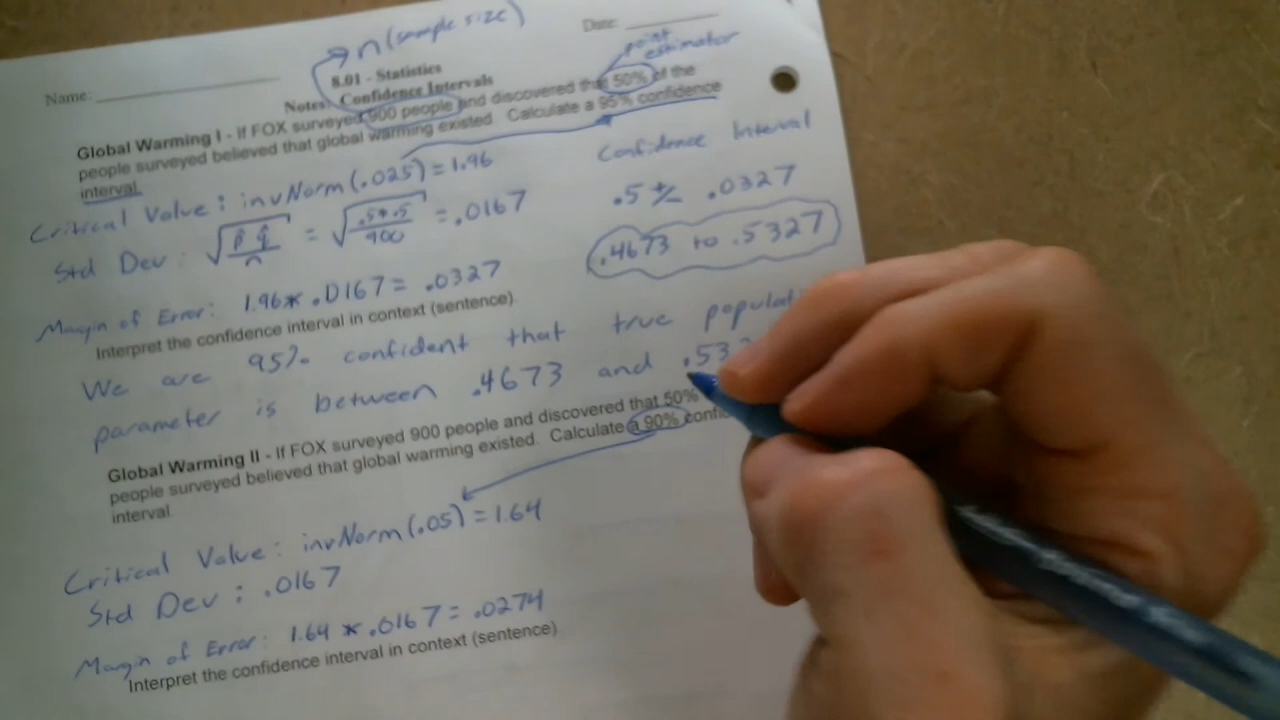 n (sample size)
Name:
Date:
8.01 - Statistics
Notes Confidence Intervals
point estimator
Global Warming I - If FOX surveyed 900 people and discovered that 50% of the
people surveyed believed that global warming existed. Calculate a 95% confidence
interval.
Critical Value: invNorm(.025) = 1.96
Std Dev: √(p̂ q̂ / n) = √(.5*.5 / 900) = .0167
Margin of Error: 1.96 * .0167 = .0327
Confidence Interval
.5 +/- .0327
.4673 to .5327
Interpret the confidence interval in context (sentence).
We are 95% confident that true
parameter is between .4673 and
Global Warming II - If FOX surveyed 900 people and discovered that 50%
people surveyed believed that global warming existed. Calculate a 90%
interval.
Critical Value: invNorm(.05) = 1.64
Std Dev: .0167
Margin of Error: 1.64 * .0167 = .0274
Interpret the confidence interval in context (sentence)